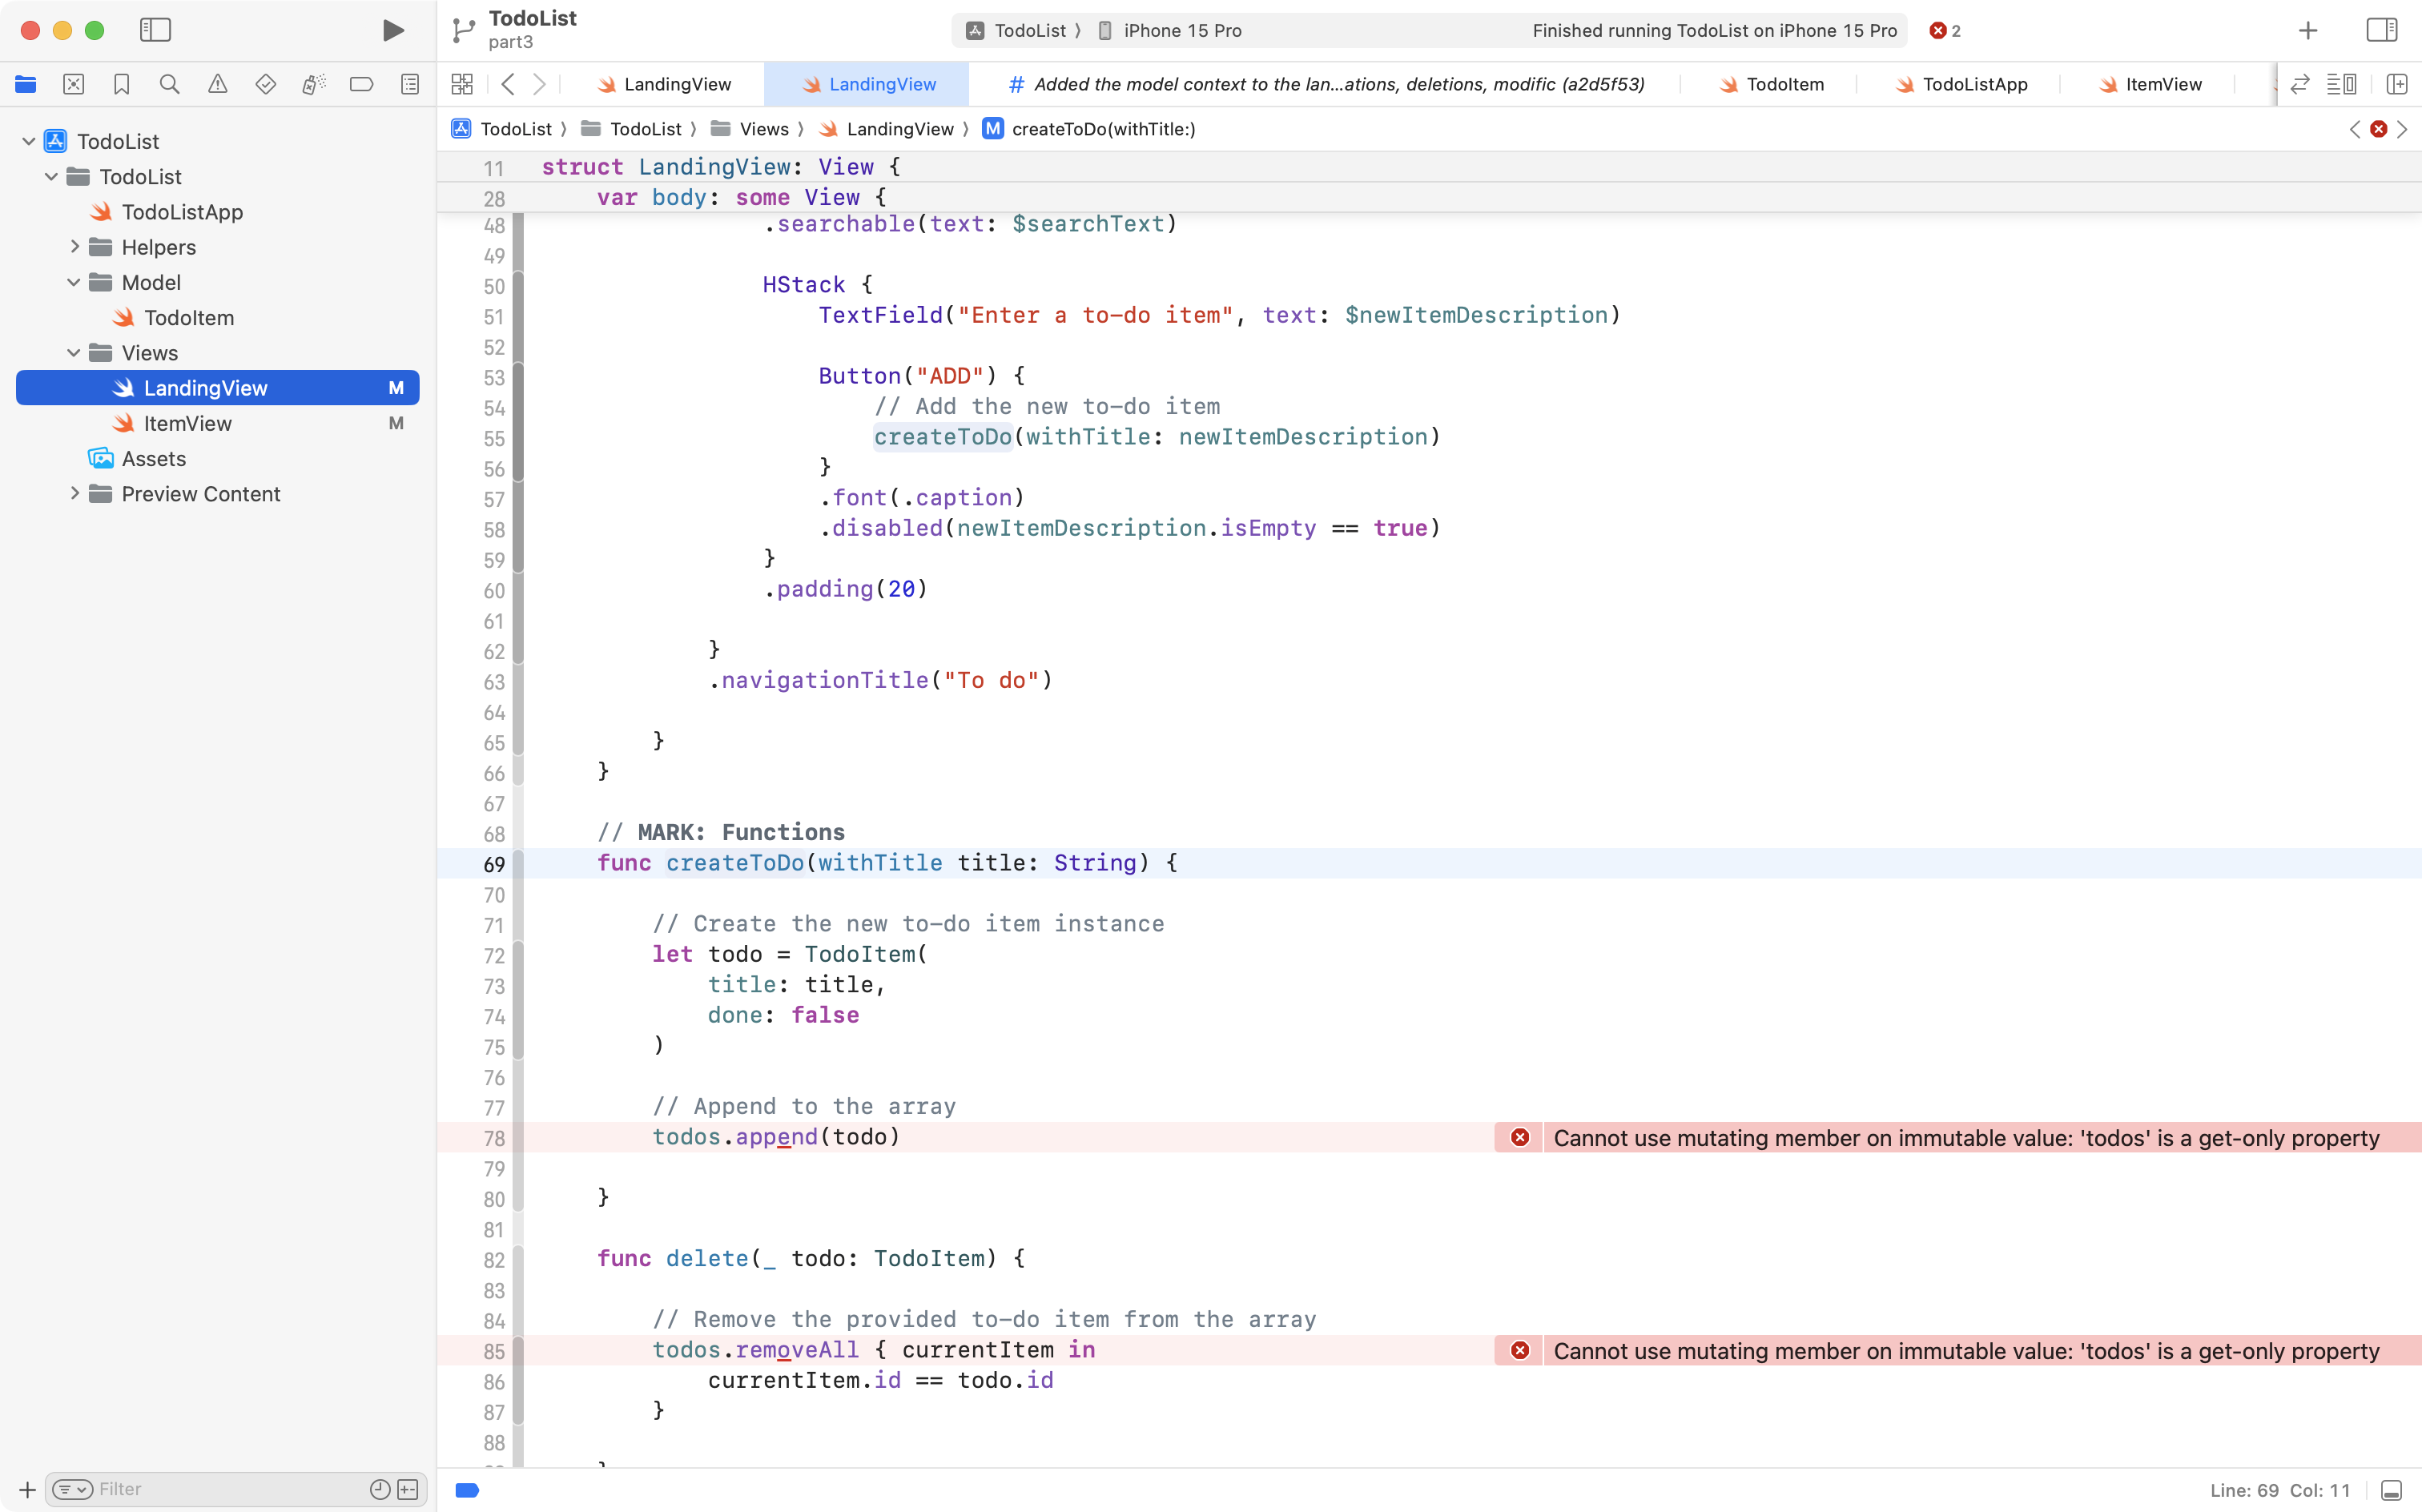 TodoList
part3
TodoList 〉 iPhone 15 Pro
Finished running TodoList on iPhone 15 Pro
2
LandingView
LandingView
# Added the model context to the lan...ations, deletions, modific (a2d5f53)
TodoItem
TodoListApp
ItemView
TodoList 〉 TodoList 〉 Views 〉 LandingView 〉 M createToDo(withTitle:)
TodoList
TodoList
TodoListApp
Helpers
Model
TodoItem
Views
LandingView M
ItemView M
Assets
Preview Content
Filter
11 struct LandingView: View {
28     var body: some View {
48                 .searchable(text: $searchText)
49
50                 HStack {
51                     TextField("Enter a to-do item", text: $newItemDescription)
52
53                     Button("ADD") {
54                         // Add the new to-do item
55                         createToDo(withTitle: newItemDescription)
56                     }
57                     .font(.caption)
58                     .disabled(newItemDescription.isEmpty == true)
59                 }
60                 .padding(20)
61
62             }
63             .navigationTitle("To do")
64
65         }
66     }
67
68     // MARK: Functions
69     func createToDo(withTitle title: String) {
70
71         // Create the new to-do item instance
72         let todo = TodoItem(
73             title: title,
74             done: false
75         )
76
77         // Append to the array
78         todos.append(todo) Cannot use mutating member on immutable value: 'todos' is a get-only property
79
80     }
81
82     func delete(_ todo: TodoItem) {
83
84         // Remove the provided to-do item from the array
85         todos.removeAll { currentItem in Cannot use mutating member on immutable value: 'todos' is a get-only property
86             currentItem.id == todo.id
87         }
88
Line: 69 Col: 11